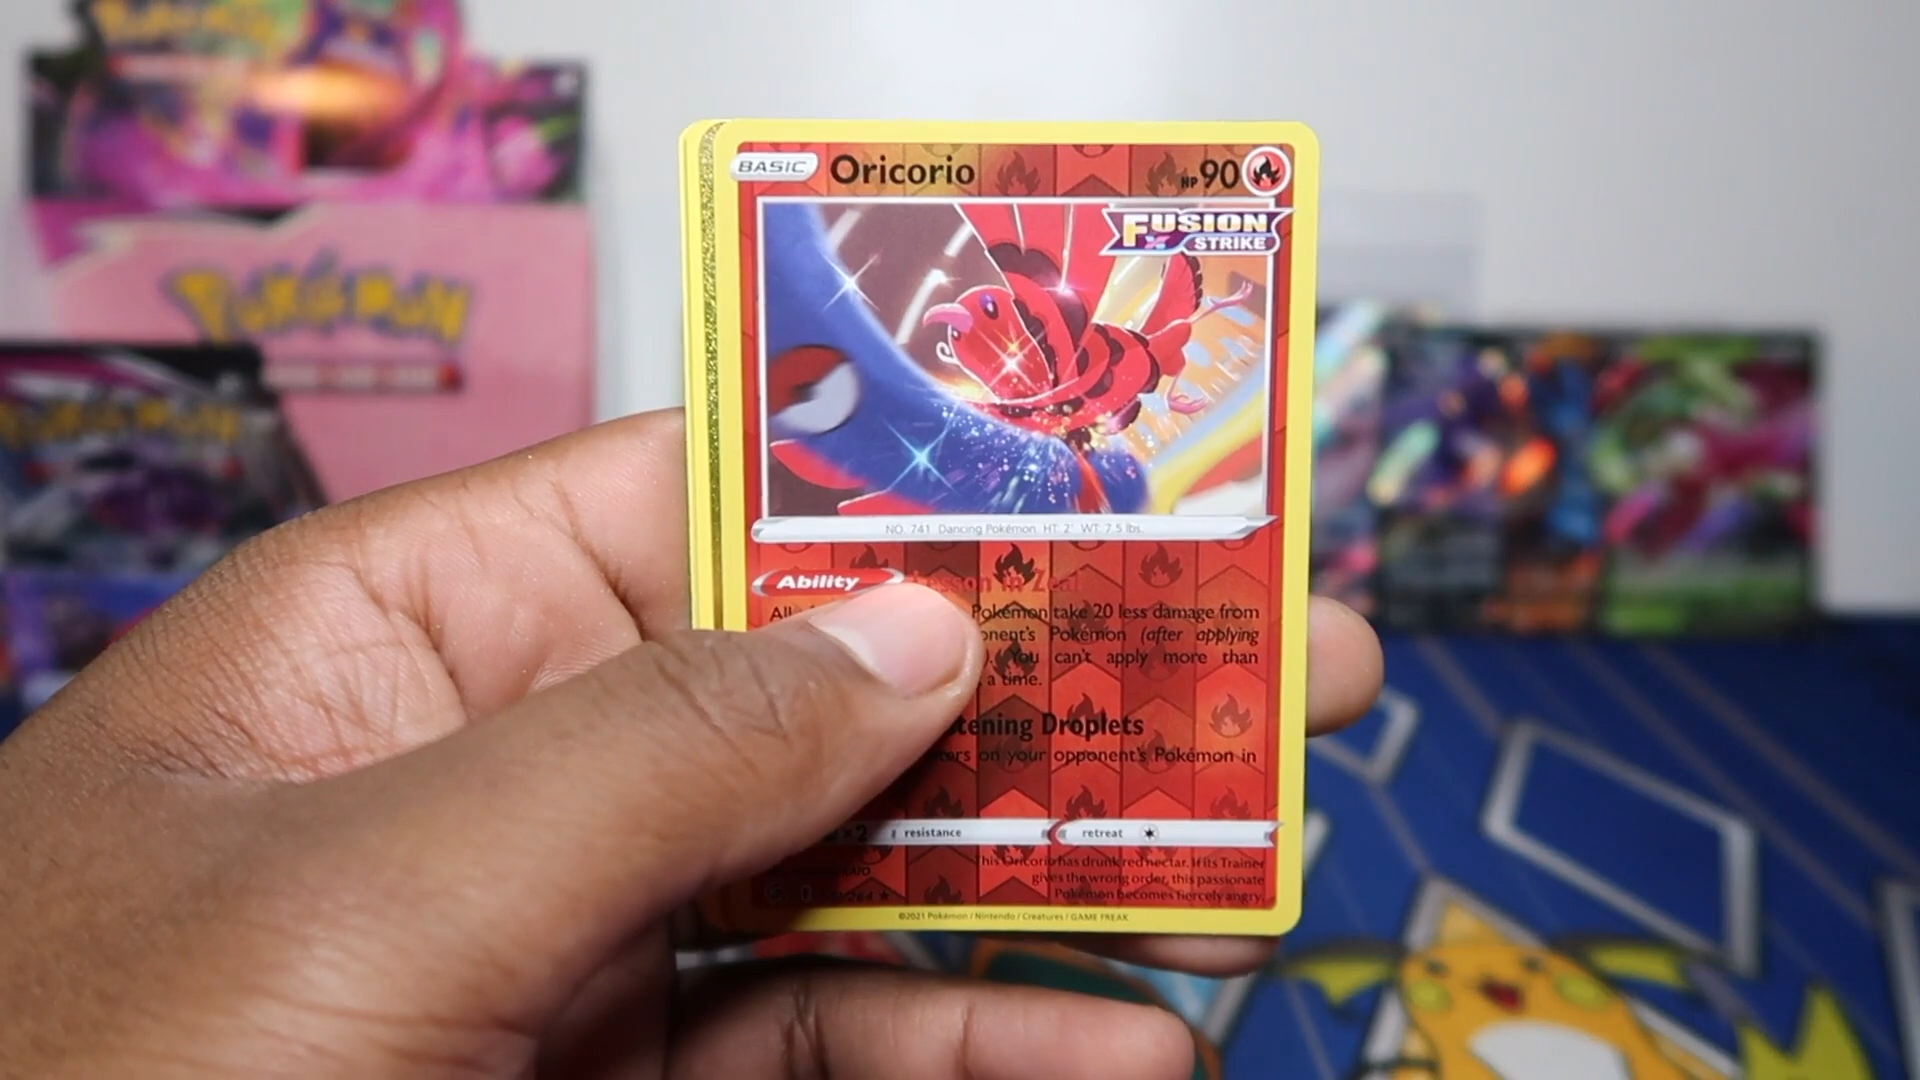 BASIC Oricorio HP 90
FUSION
STRIKE
NO. 741 Dancing Pokémon HT: 2' WT: 7.5 lbs.
Ability Lesson in Zeal
All Pokémon take 20 less damage from
Pokémon (after applying
). You can't apply more than
a time.
Droplets
on your opponent's Pokémon in
×2 resistance retreat
This Oricorio has drunk red nectar. If its Trainer
gives the wrong order, this passionate
Pokémon becomes fiercely angry.
©2021 Pokémon / Nintendo / Creatures / GAME FREAK
POKÉMON
POKÉMON